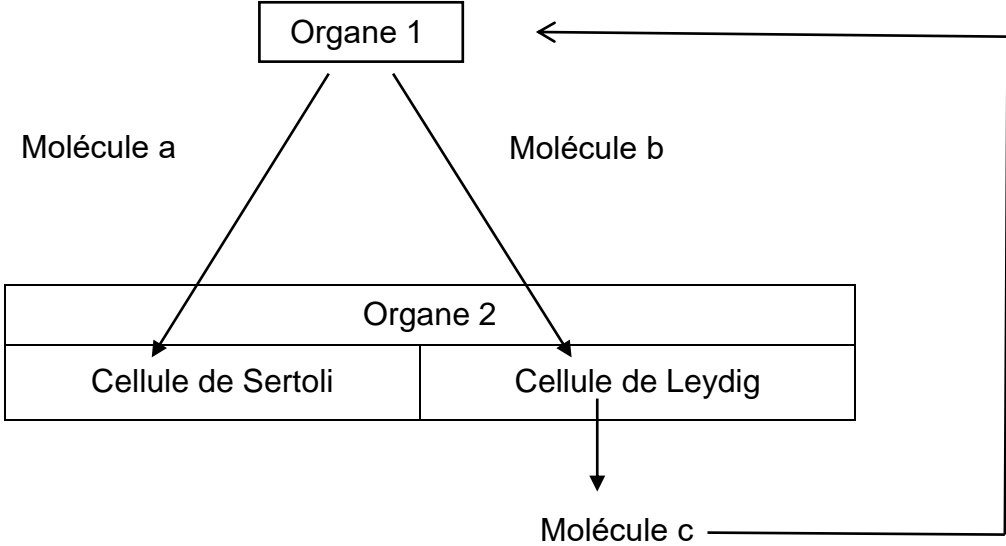 Organe 1
Molécule a
Molécule b
Organe 2
Cellule de Sertoli
Cellule de Leydig
Molécule c